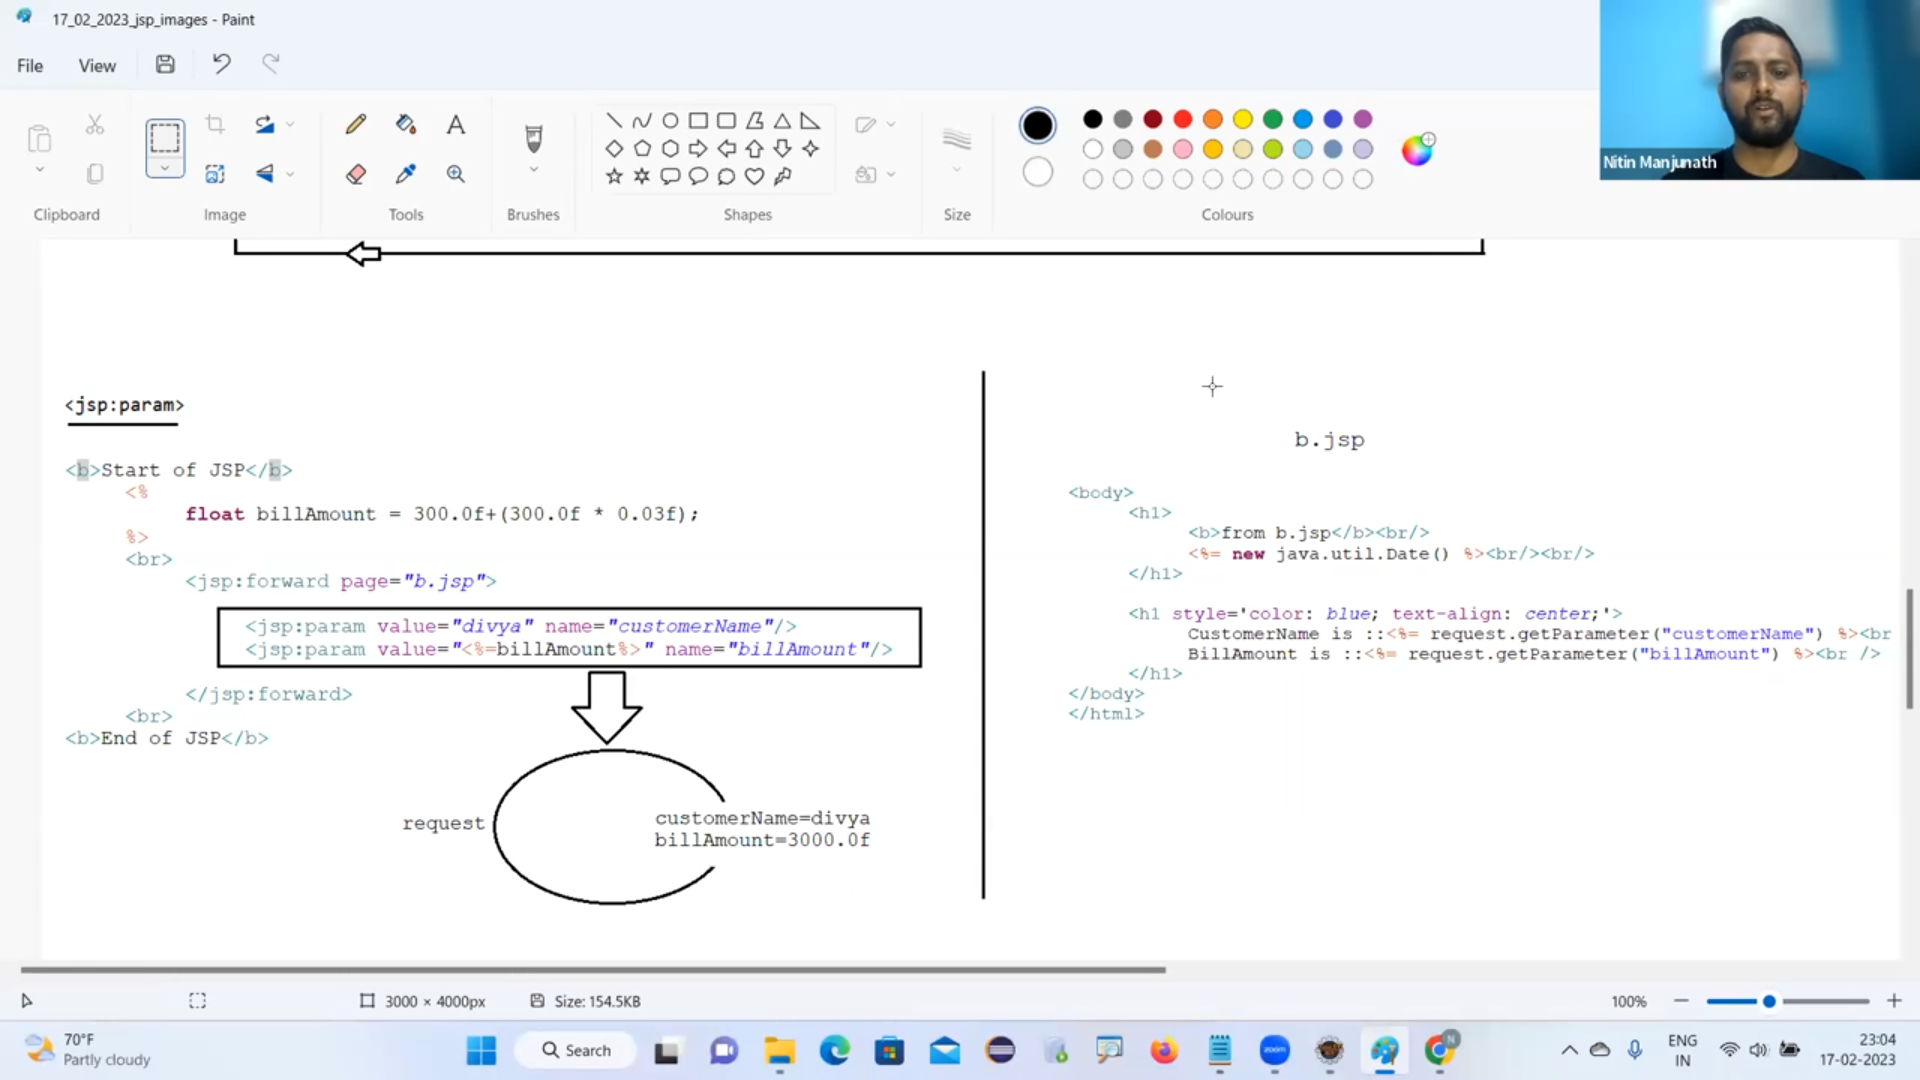 17_02_2023_jsp_images - Paint
File View
Clipboard Image Tools Brushes Shapes Size Colours
Nitin Manjunath
<jsp:param>
<b>Start of JSP</b>
<%
float billAmount = 300.0f+(300.0f * 0.03f);
%>
<br>
<jsp:forward page="b.jsp">
<jsp:param value="divya" name="customerName"/>
<jsp:param value="<%=billAmount%>" name="billAmount"/>
</jsp:forward>
<br>
<b>End of JSP</b>
request
customerName=divya
billAmount=3000.0f
b.jsp
<body>
<h1>
<b>from b.jsp</b><br/>
<%= new java.util.Date() %><br/><br/>
</h1>
<h1 style='color: blue; text-align: center;'>
CustomerName is ::<%= request.getParameter("customerName") %><br
BillAmount is ::<%= request.getParameter("billAmount") %><br />
</h1>
</body>
</html>
3000 × 4000px Size: 154.5KB 100%
70°F
Partly cloudy
Search
zoom
N
ENG
IN
23:04
17-02-2023